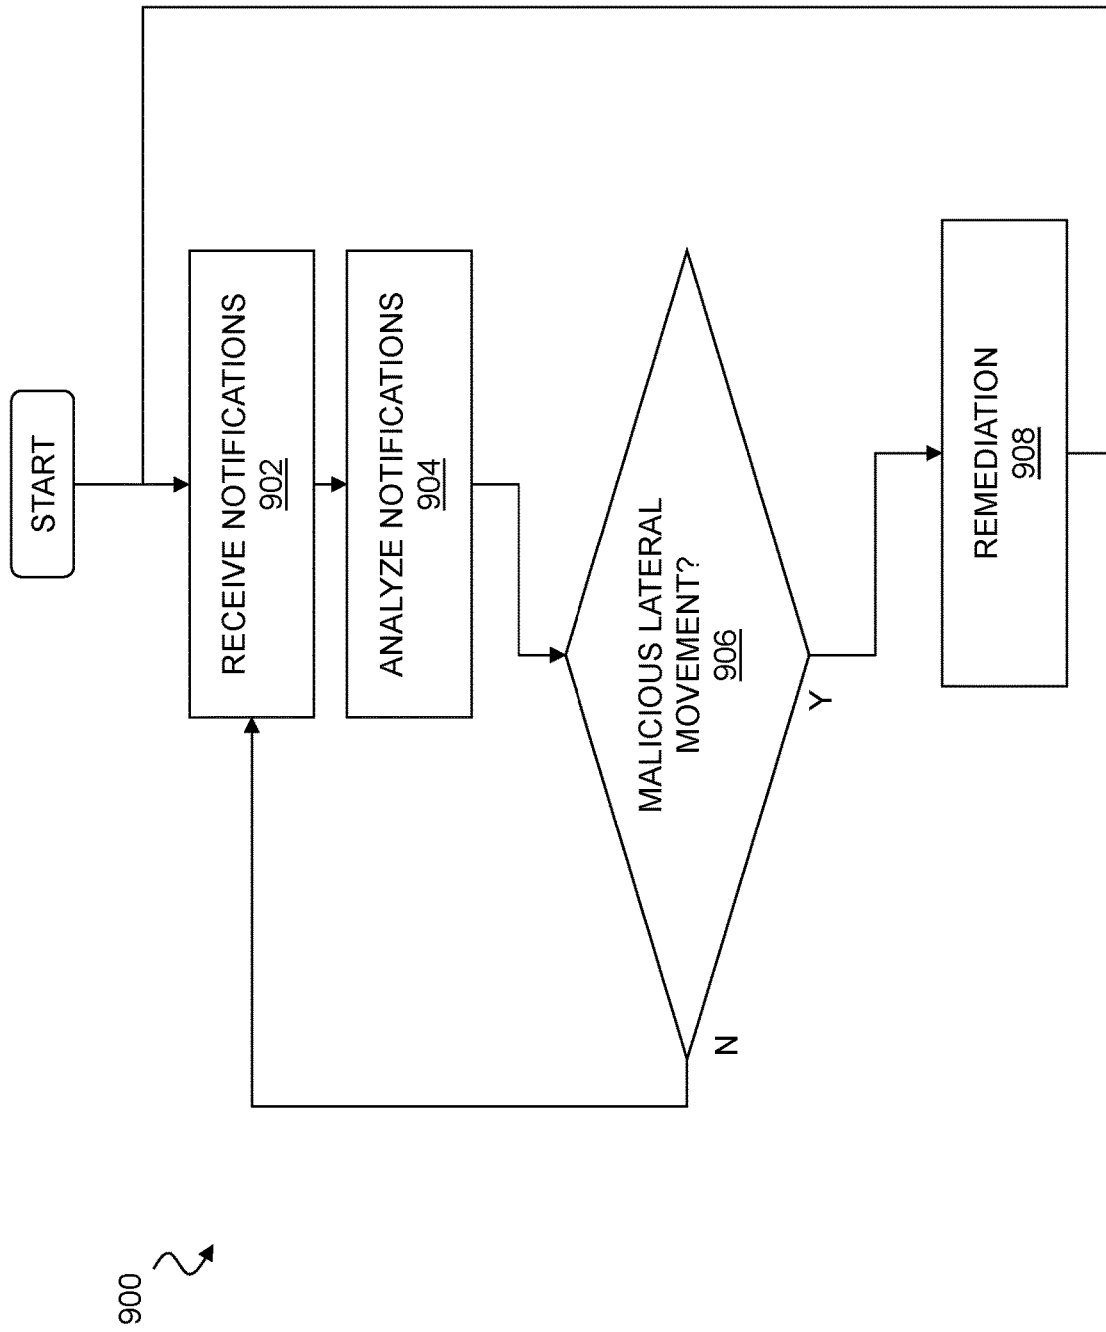 900
START
RECEIVE NOTIFICATIONS
902
ANALYZE NOTIFICATIONS
904
MALICIOUS LATERAL
MOVEMENT?
906
N
Y
REMEDIATION
908